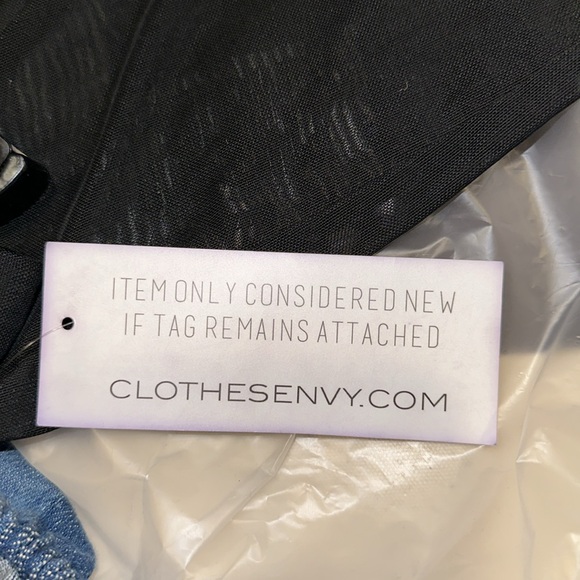 ITEM ONLY CONSIDERED NEW
IF TAG REMAINS ATTACHED
CLOTHESENVY.COM